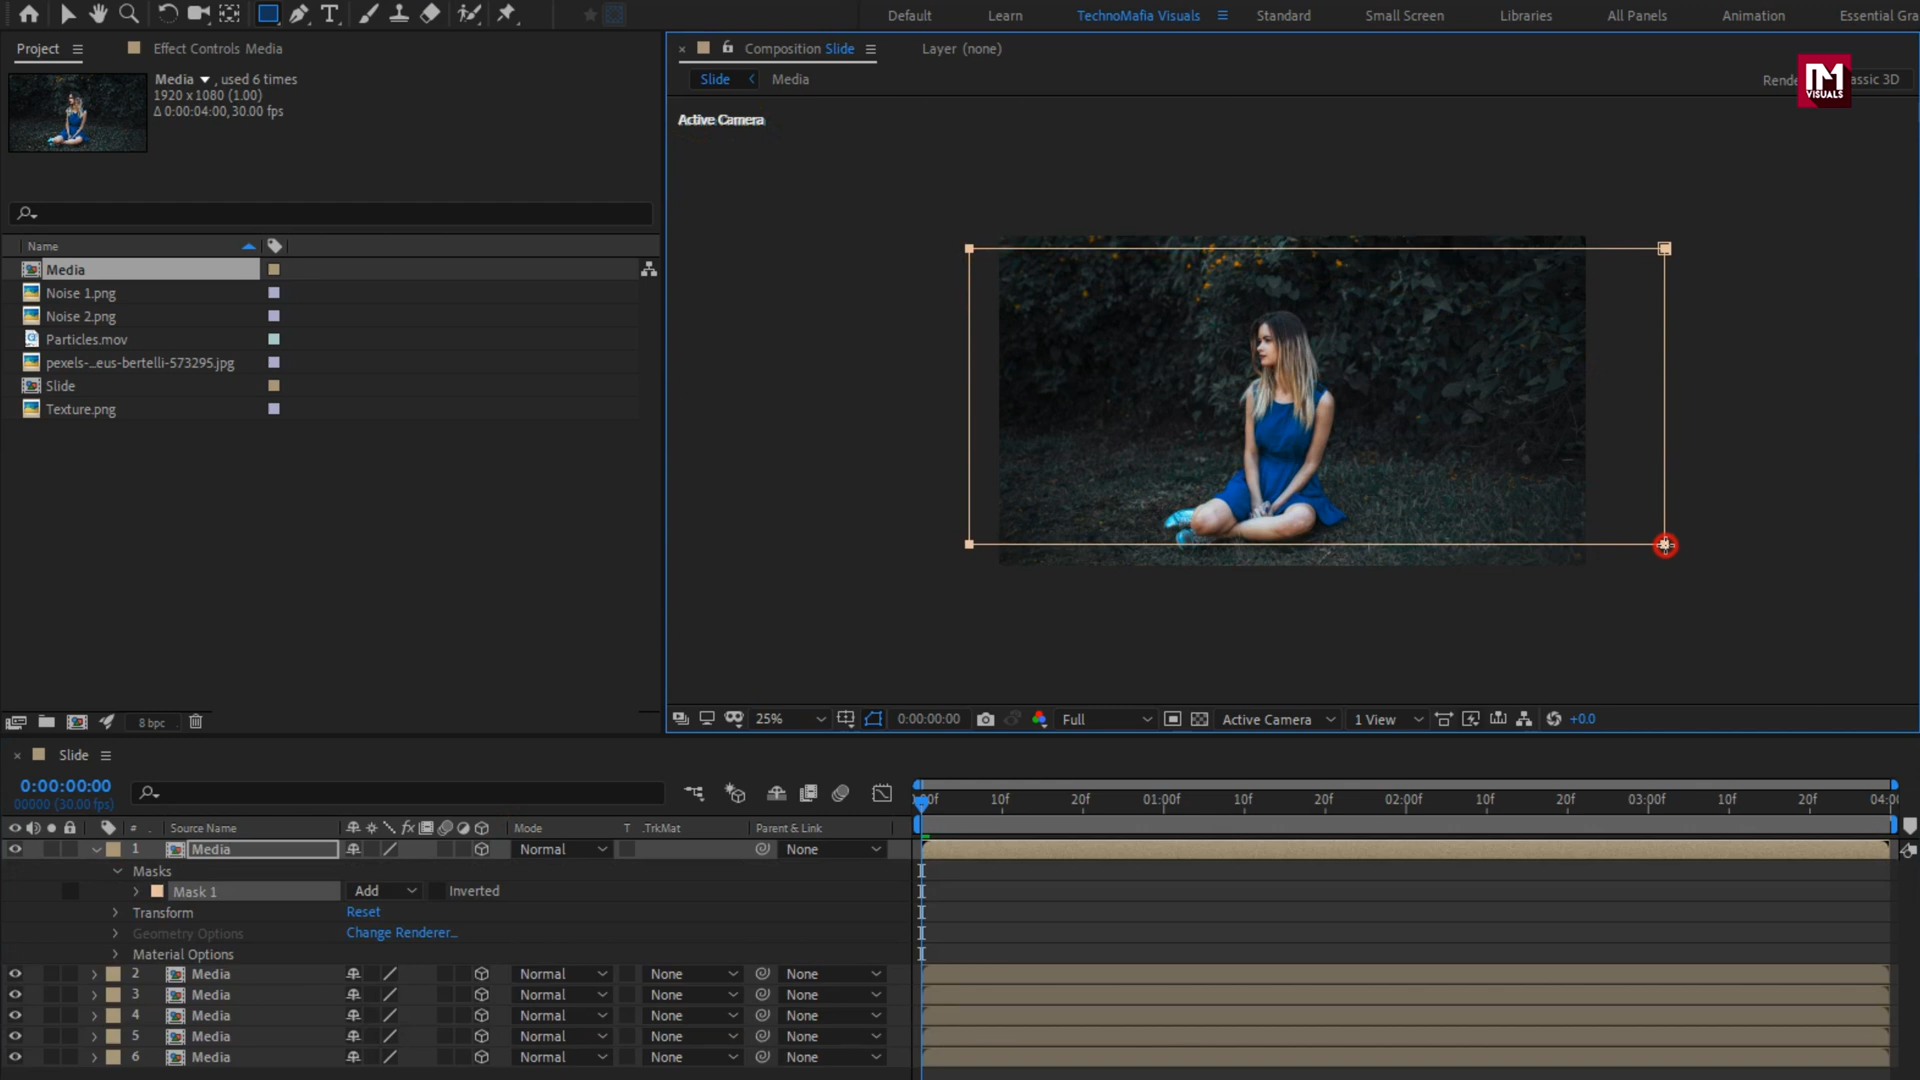 Default
Learn
TechnoMafia Visuals
Standard
Small Screen
Libraries
All Panels
Animation
Essential Gra
Project
Effect Controls Media
Composition Slide
Layer (none)
Media , used 6 times
1920 x 1080 (1.00)
Δ 0:00:04:00, 30.00 fps
Slide
Media
Rende
assic 3D
VISUALS
Active Camera
Name
Media
Noise 1.png
Noise 2.png
Particles.mov
pexels-...eus-bertelli-573295.jpg
Slide
Texture.png
8 bpc
25%
0:00:00:00
Full
Active Camera
1 View
+0.0
Slide
0:00:00:00
00000 (30.00 fps)
10f
20f
01:00f
10f
20f
02:00f
10f
20f
03:00f
10f
20f
04:00
# . Source Name
Mode
T .TrkMat
Parent & Link
1 Media Normal None
Masks
Mask 1 Add Inverted
Transform Reset
Geometry Options Change Renderer...
Material Options
2 Media Normal None None
3 Media Normal None None
4 Media Normal None None
5 Media Normal None None
6 Media Normal None None